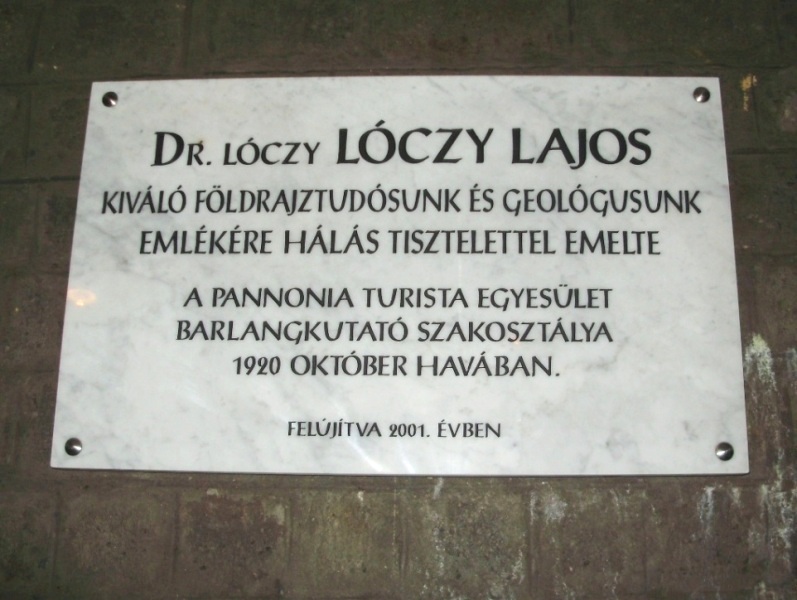 DR. LÓCZY LÓCZY LAJOS
KIVÁLÓ FÖLDRAJZTUDÓSUNK ÉS GEOLÓGUSUNK
EMLÉKÉRE HÁLÁS TISZTELETTEL EMELTE
A PANNONIA TURISTA EGYESÜLET
BARLANGKUTATÓ SZAKOSZTÁLYA
1920 OKTÓBER HAVÁBAN.
FELÚJÍTVA 2001. ÉVBEN